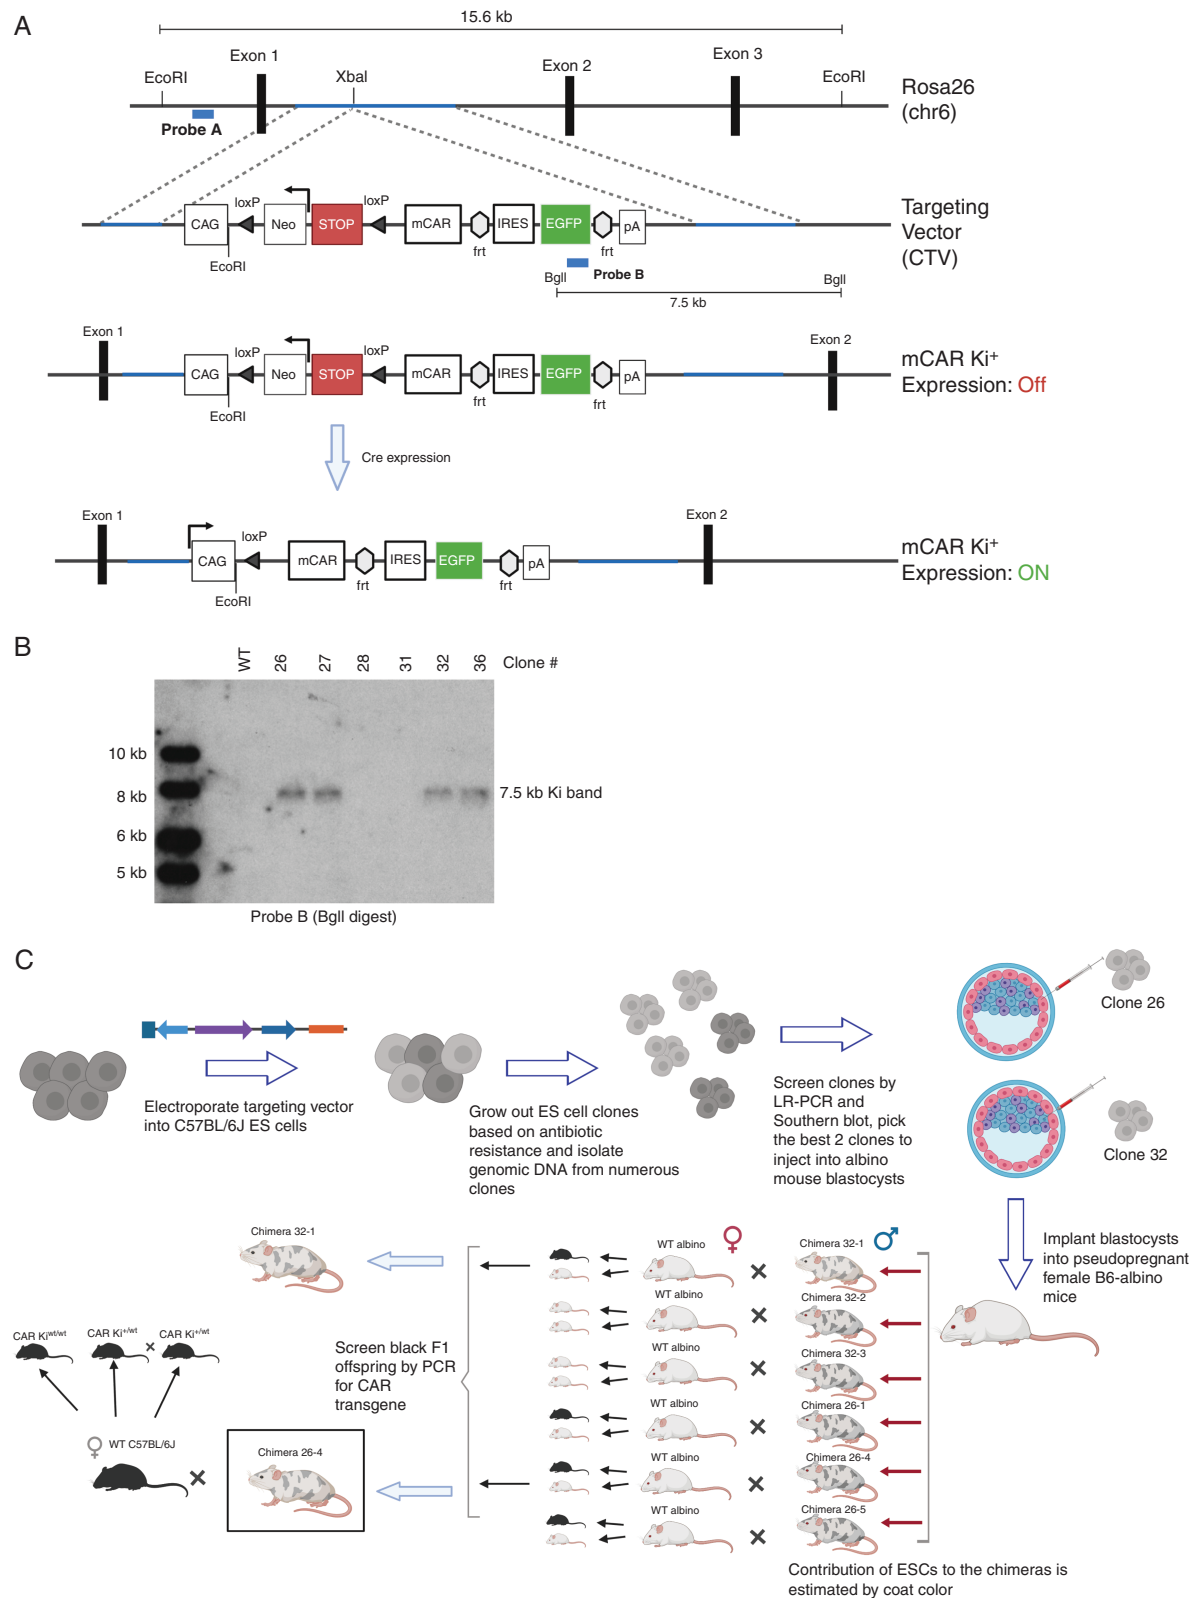 A
15.6 kb
EcoRI
Exon 1
XbaI
Exon 2
Exon 3
EcoRI
Rosa26
(chr6)
Probe A
CAG
loxP
Neo
STOP
loxP
mCAR
frt
IRES
EGFP
frt
pA
EcoRI
Targeting
Vector
(CTV)
BglI
Probe B
BglI
7.5 kb
Exon 1
CAG
loxP
Neo
STOP
loxP
mCAR
frt
IRES
EGFP
frt
pA
Exon 2
EcoRI
mCAR Ki+
Expression: Off
Cre expression
Exon 1
CAG
loxP
mCAR
frt
IRES
EGFP
frt
pA
Exon 2
EcoRI
mCAR Ki+
Expression: ON
B
WT
26
27
28
31
32
36
Clone #
10 kb
8 kb
6 kb
5 kb
7.5 kb Ki band
Probe B (BglI digest)
C
Electroporate targeting vector
into C57BL/6J ES cells
Grow out ES cell clones
based on antibiotic
resistance and isolate
genomic DNA from numerous
clones
Screen clones by
LR-PCR and
Southern blot, pick
the best 2 clones to
inject into albino
mouse blastocysts
Clone 26
Clone 32
Implant blastocysts
into pseudopregnant
female B6-albino
mice
Chimera 32-1
WT albino
Chimera 32-1
WT albino
Chimera 32-2
WT albino
Chimera 32-3
WT albino
Chimera 26-1
WT albino
Chimera 26-4
WT albino
Chimera 26-5
Contribution of ESCs to the chimeras is
estimated by coat color
Screen black F1
offspring by PCR
for CAR
transgene
CAR Kiwt/wt
CAR Ki+/wt
×
CAR Ki+/wt
♀ WT C57BL/6J
Chimera 26-4